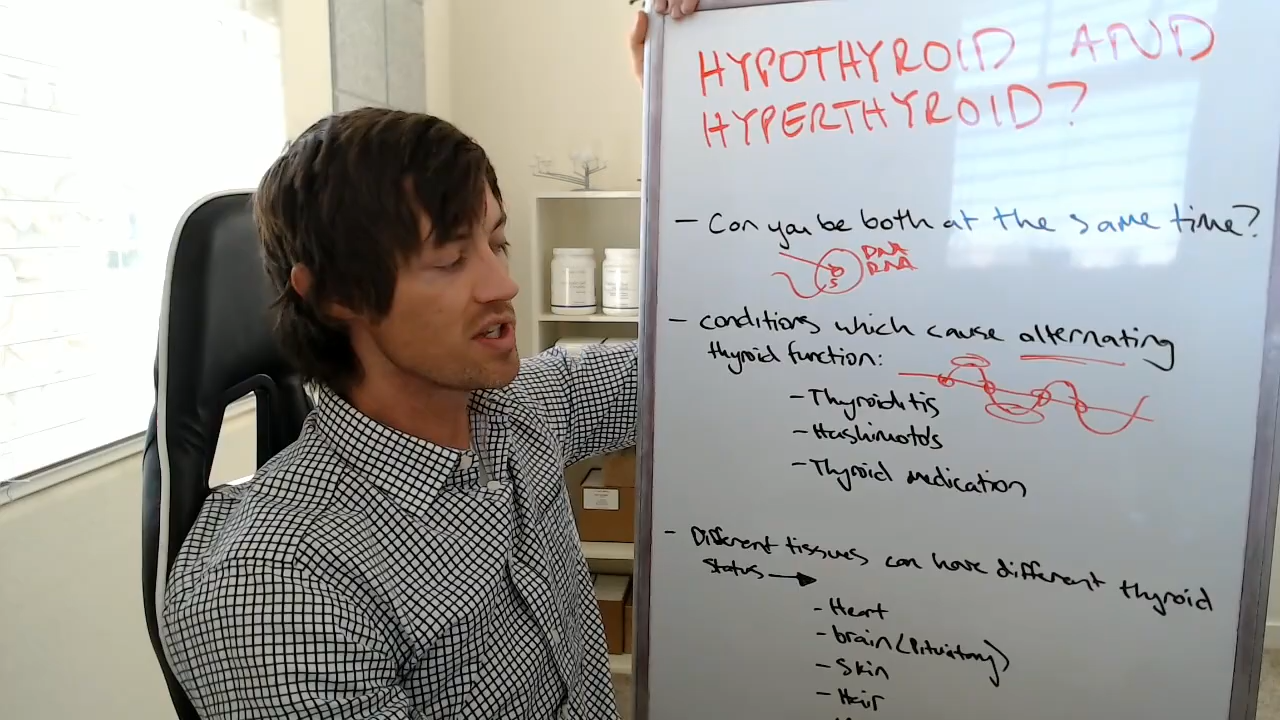 HYPOTHYROID AND
HYPERTHYROID?
- Can you be both at the same time?
DNA
RNA
- conditions which cause alternating
thyroid function:
- Thyroiditis
- Hashimoto's
- Thyroid medication
- Different tissues can have different thyroid
status →
- Heart
- brain (Pituitary)
- Skin
- Hair